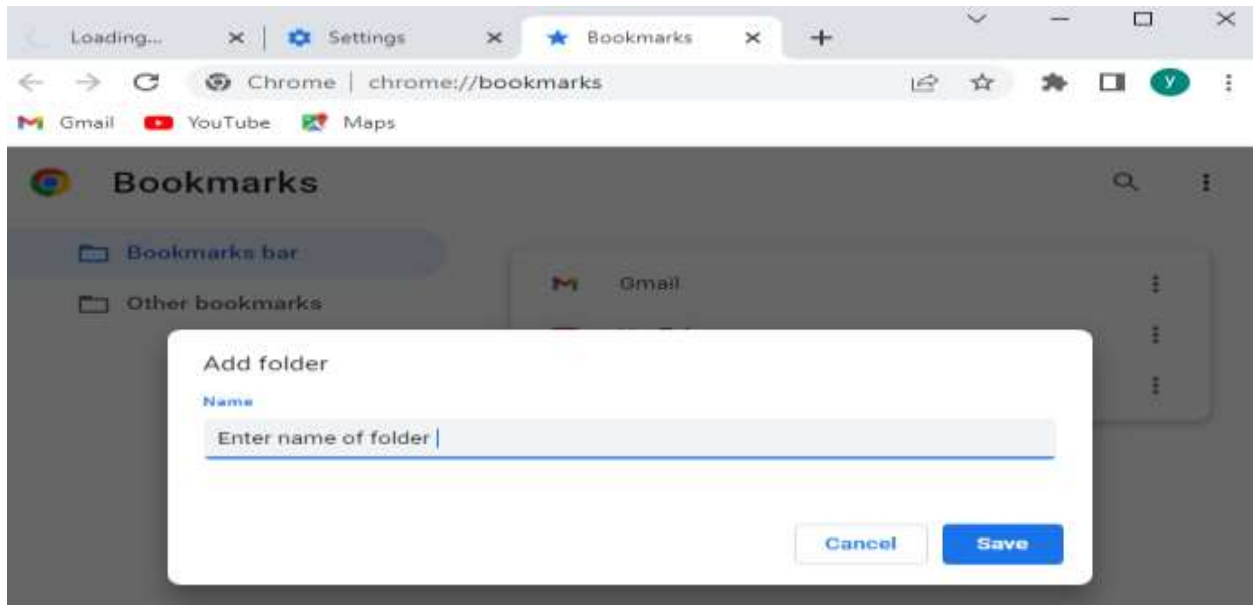 Loading... Settings Bookmarks
Chrome | chrome://bookmarks y
Gmail YouTube Maps
Bookmarks
Bookmarks bar
Other bookmarks
Gmail
Add folder
Name
Enter name of folder
Cancel Save